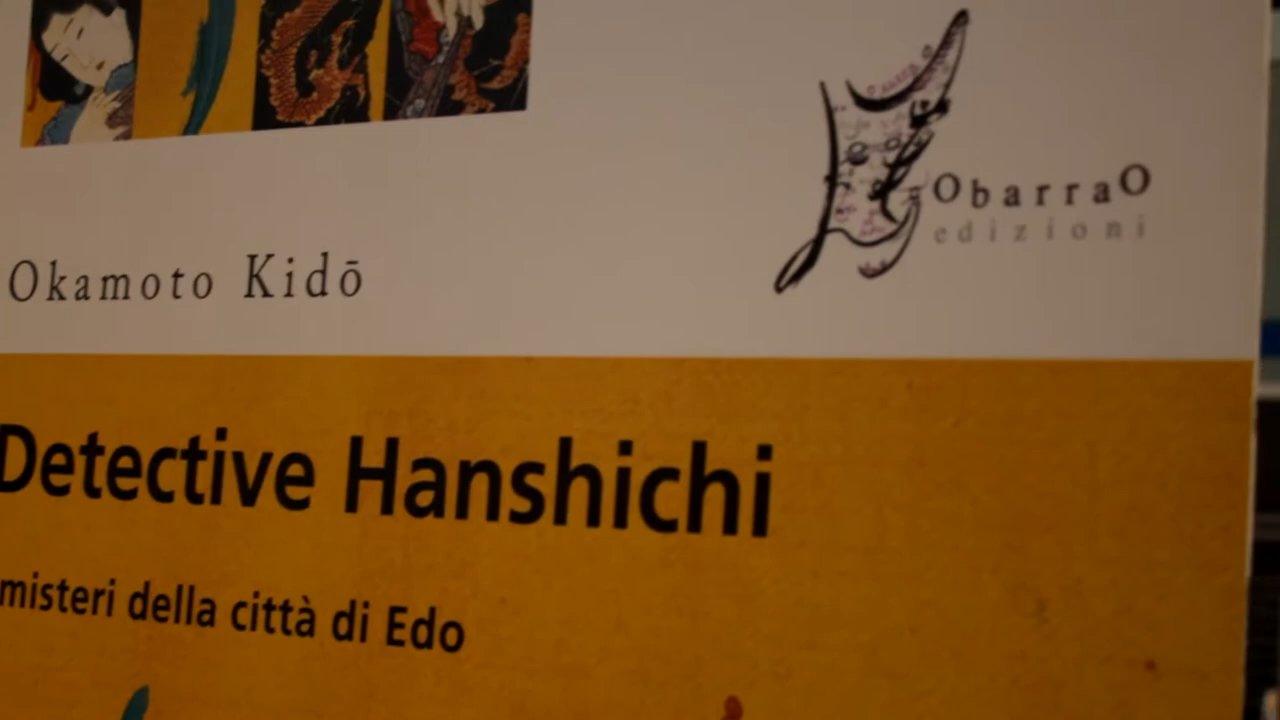 ObarraO
edizioni
Okamoto Kidō
Detective Hanshichi
misteri della città di Edo